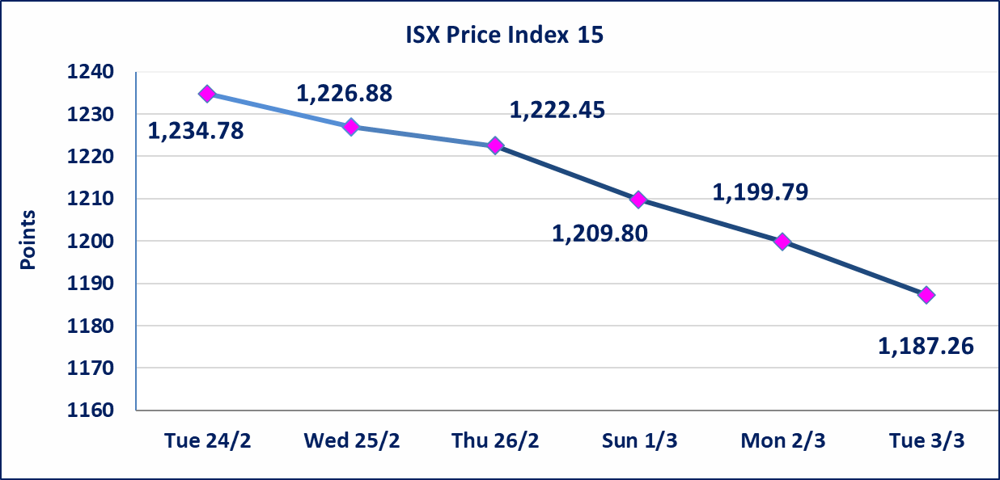 ISX Price Index 15
1240
1230
1220
1210
1200
1190
1180
1170
1160
Points
1,234.78
1,226.88
1,222.45
1,209.80
1,199.79
1,187.26
Tue 24/2
Wed 25/2
Thu 26/2
Sun 1/3
Mon 2/3
Tue 3/3